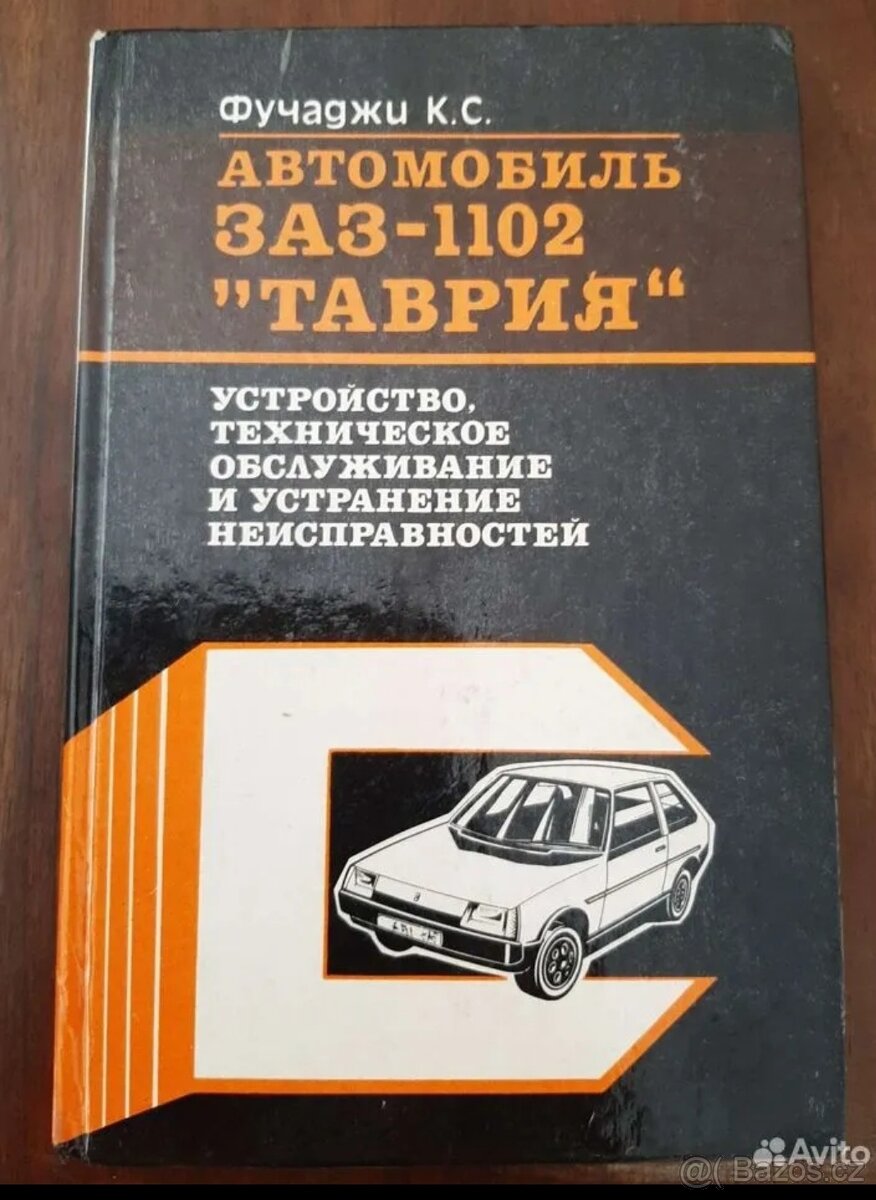 Фучаджи К.С.
АВТОМОБИЛЬ
ЗАЗ-1102
"ТАВРИЯ"
УСТРОЙСТВО,
ТЕХНИЧЕСКОЕ
ОБСЛУЖИВАНИЕ
И УСТРАНЕНИЕ
НЕИСПРАВНОСТЕЙ
Avito
@( Bazos.cz